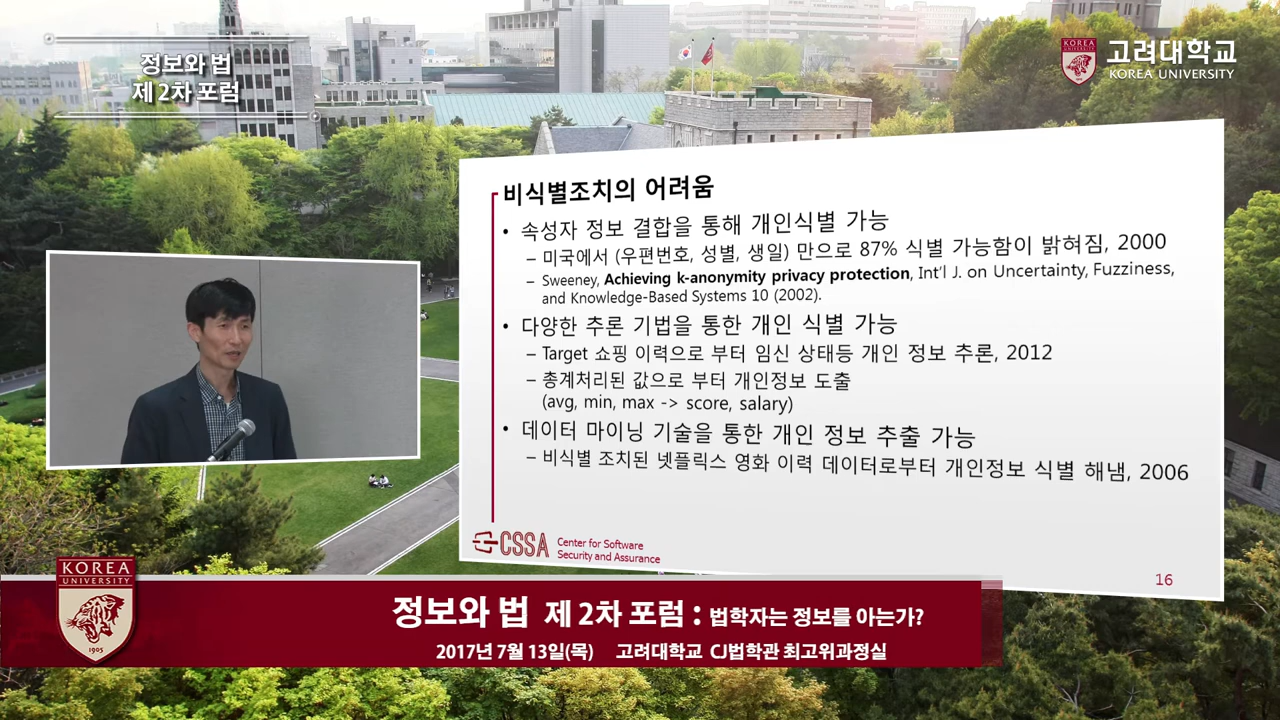 정보와 법
제 2차 포럼
KOREA
UNIVERSITY
고려대학교
KOREA UNIVERSITY
비식별조치의 어려움
• 속성자 정보 결합을 통해 개인식별 가능
– 미국에서 (우편번호, 성별, 생일) 만으로 87% 식별 가능함이 밝혀짐, 2000
– Sweeney, Achieving k-anonymity privacy protection, Int'l J. on Uncertainty, Fuzziness,
and Knowledge-Based Systems 10 (2002).
• 다양한 추론 기법을 통한 개인 식별 가능
– Target 쇼핑 이력으로 부터 임신 상태등 개인 정보 추론, 2012
– 총계처리된 값으로 부터 개인정보 도출
(avg, min, max -> score, salary)
• 데이터 마이닝 기술을 통한 개인 정보 추출 가능
– 비식별 조치된 넷플릭스 영화 이력 데이터로부터 개인정보 식별 해냄, 2006
CSSA
Center for Software
Security and Assurance
16
KOREA
UNIVERSITY
1905
정보와 법 제 2차 포럼 : 법학자는 정보를 아는가?
2017년 7월 13일(목) 고려대학교 CJ법학관 최고위과정실